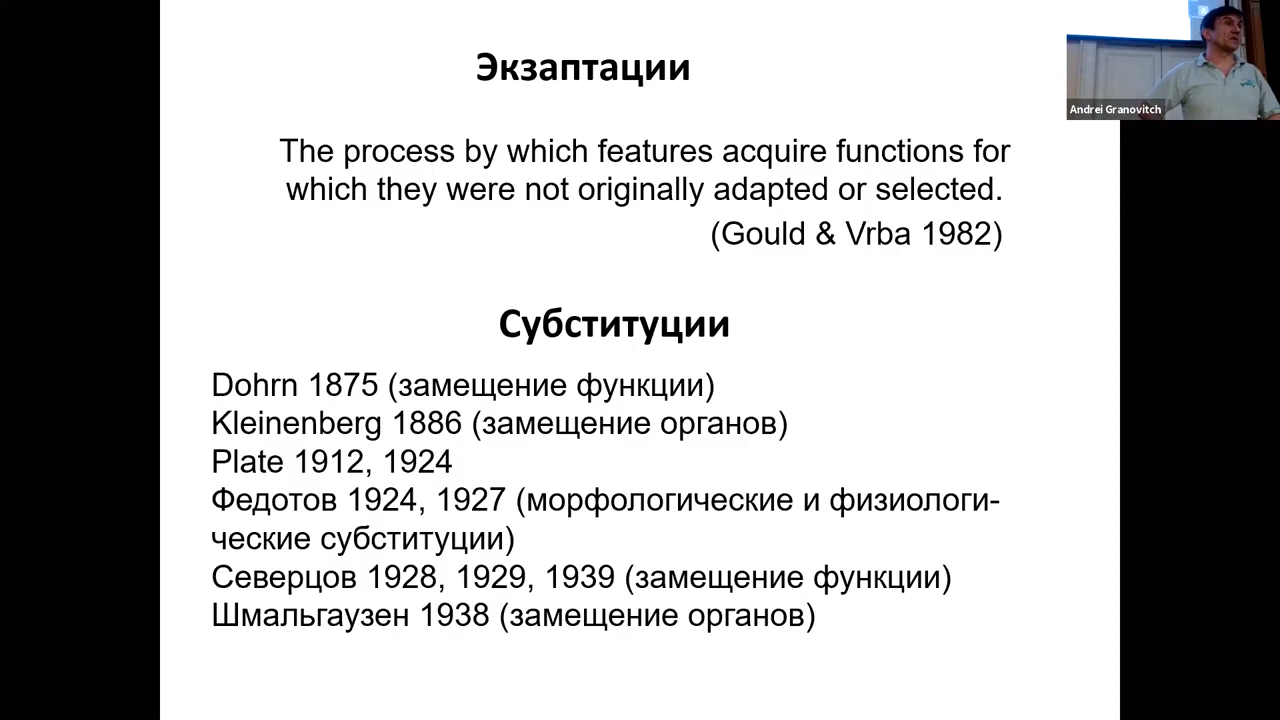 Экзаптации
Andrei Granovitch
The process by which features acquire functions for
which they were not originally adapted or selected.
(Gould & Vrba 1982)
Субституции
Dohrn 1875 (замещение функции)
Kleinenberg 1886 (замещение органов)
Plate 1912, 1924
Федотов 1924, 1927 (морфологические и физиологи-
ческие субституции)
Северцов 1928, 1929, 1939 (замещение функции)
Шмальгаузен 1938 (замещение органов)